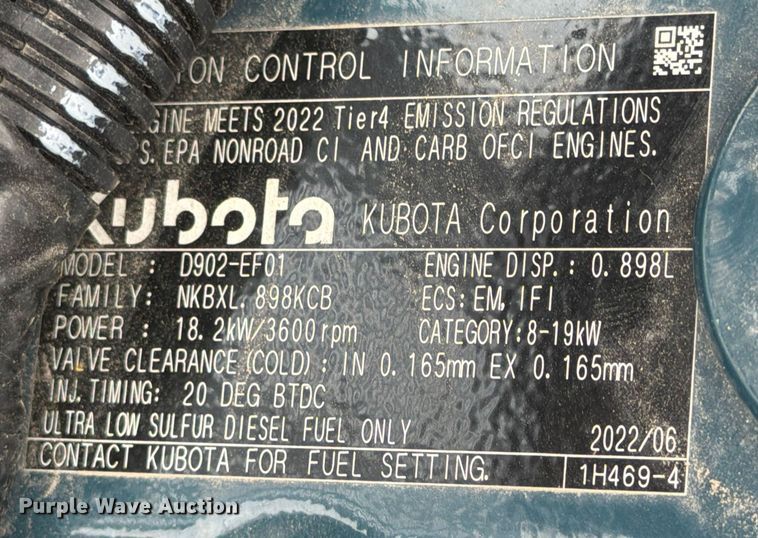 ON CONTROL INFORMATION
GINE MEETS 2022 Tier4 EMISSION REGULATIONS
S. EPA NONROAD CI AND CARB OFCI ENGINES.
Kubota KUBOTA Corporation
MODEL : D902-EF01 ENGINE DISP.: 0.898L
FAMILY: NKBXL.898KCB ECS:EM,IFI
POWER : 18.2kW/3600rpm CATEGORY:8-19kW
VALVE CLEARANCE(COLD): IN 0.165mm EX 0.165mm
INJ.TIMING: 20 DEG BTDC
ULTRA LOW SULFUR DIESEL FUEL ONLY 2022/06
CONTACT KUBOTA FOR FUEL SETTING. 1H469-4
Purple Wave Auction